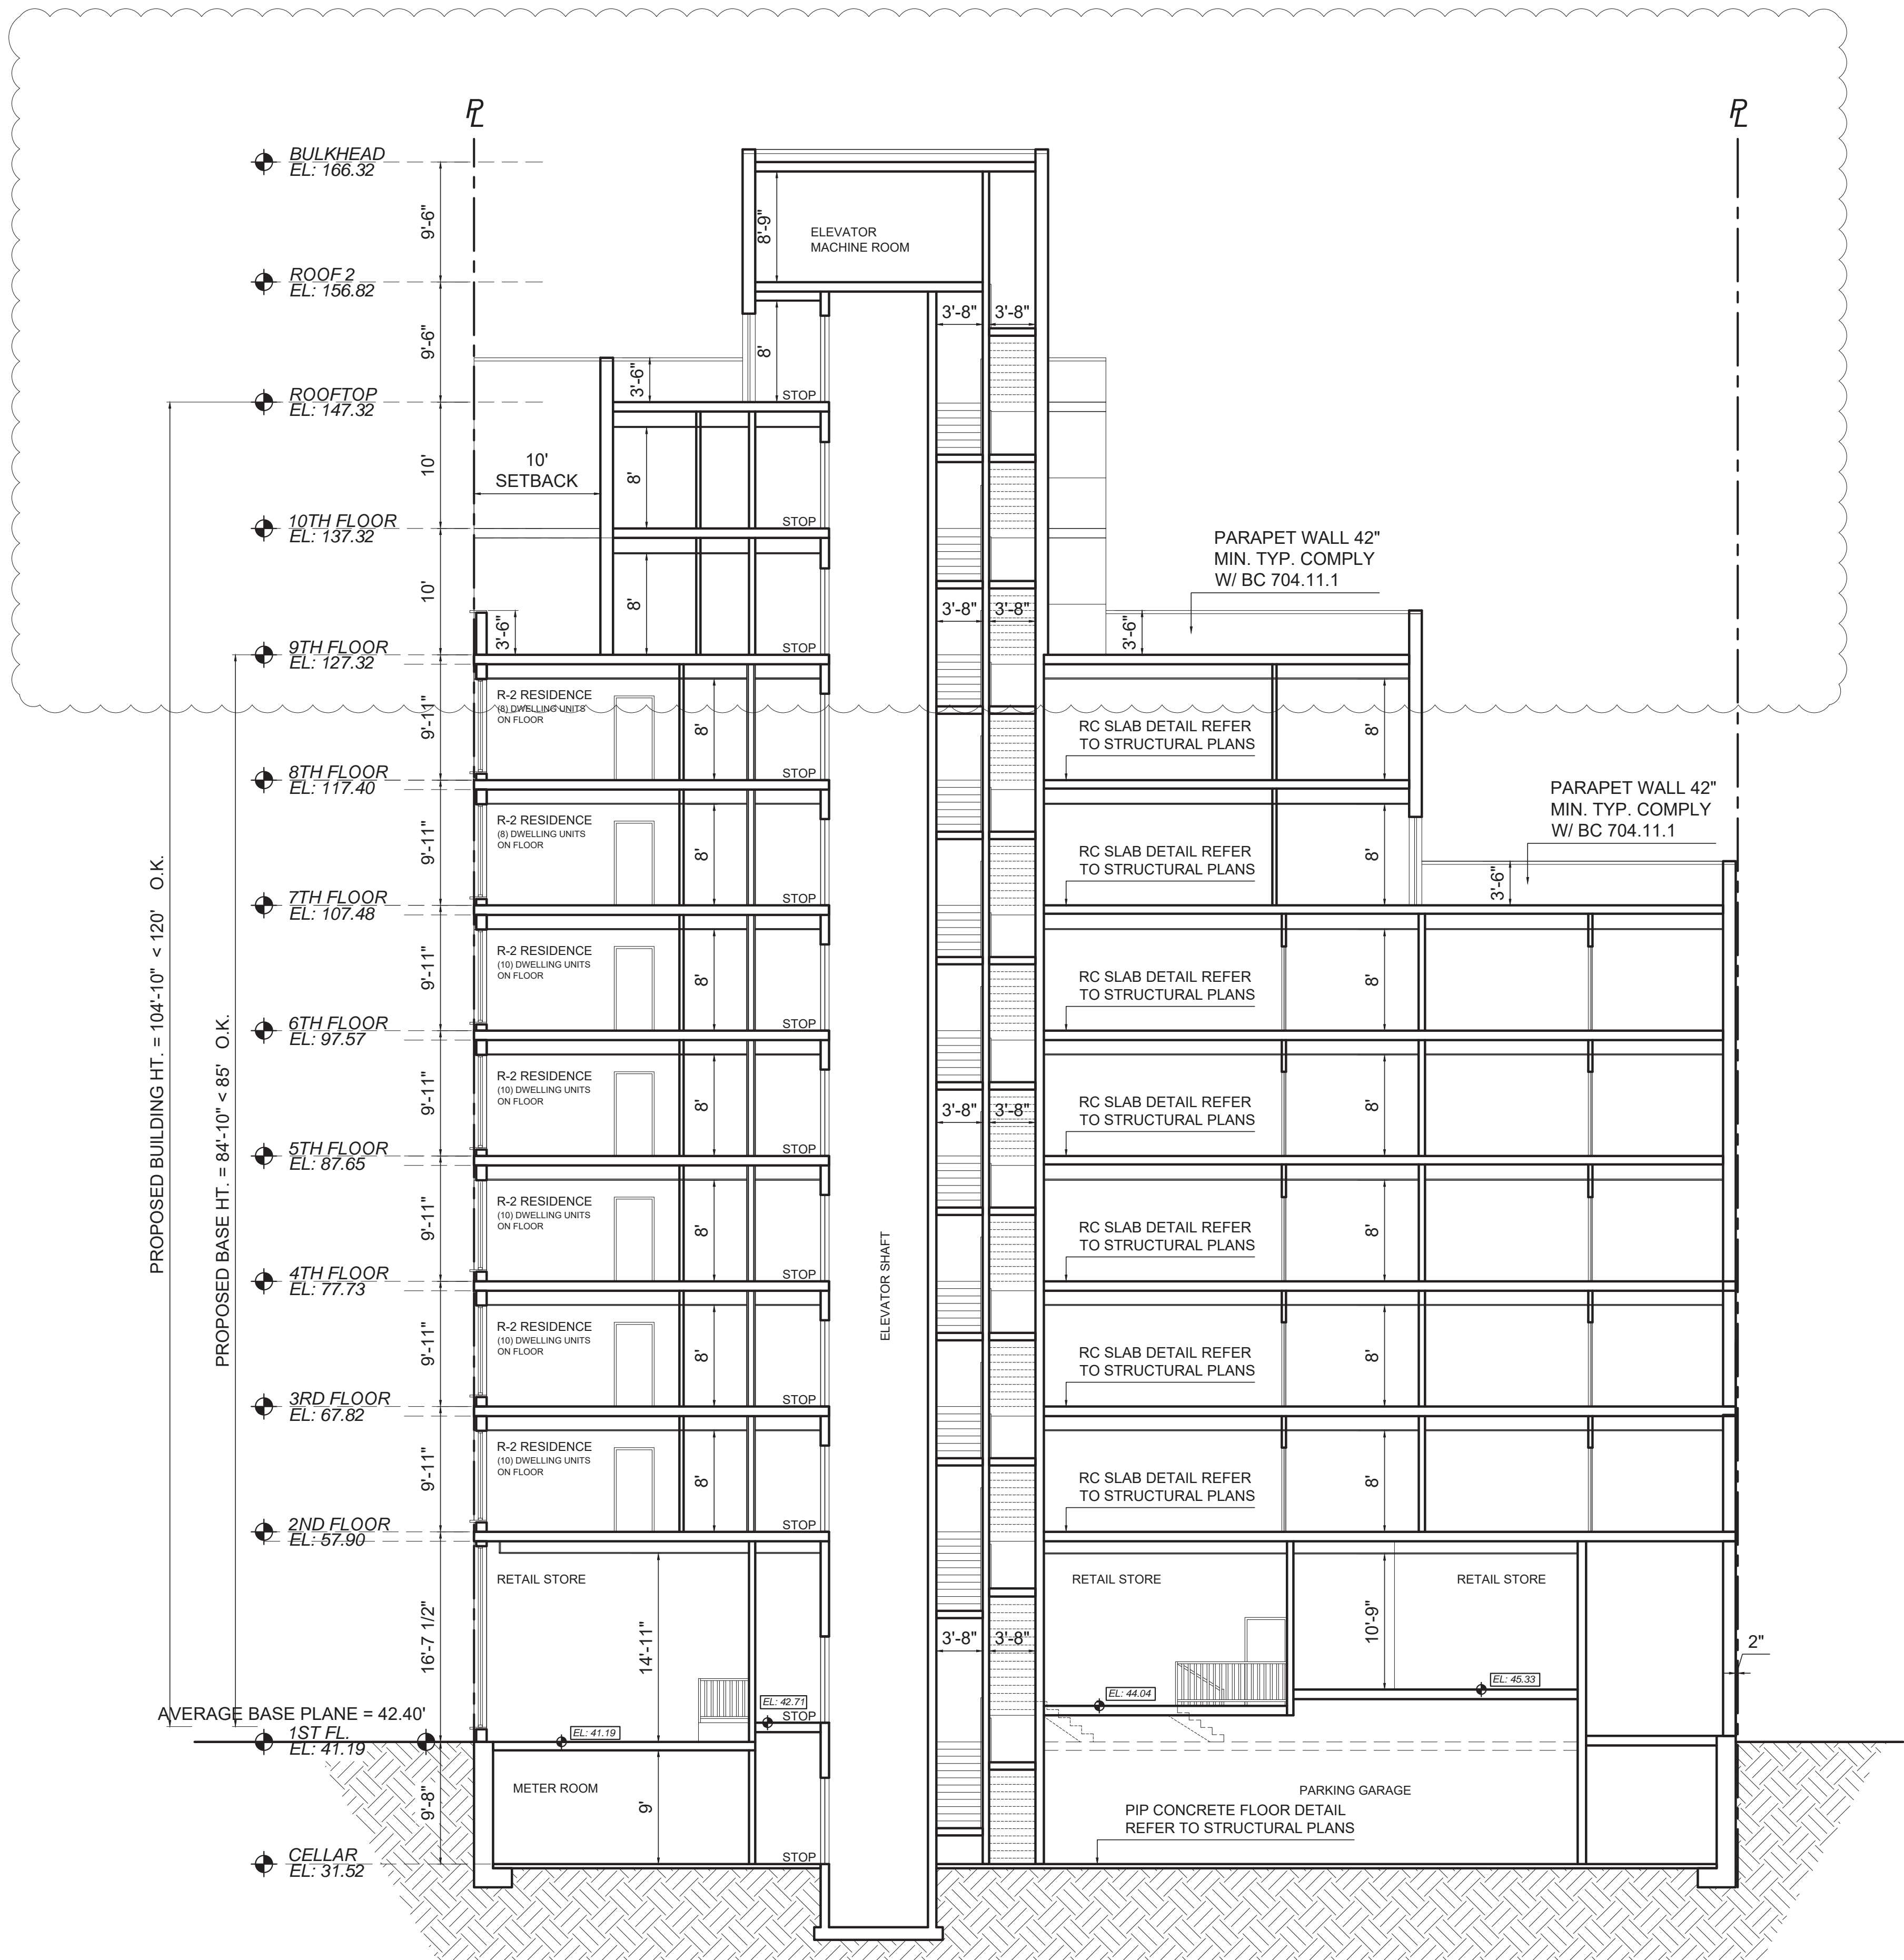 PL
PL
BULKHEAD
EL: 166.32
9'-6"
8'-9"
ELEVATOR
MACHINE ROOM
ROOF 2
EL: 156.82
3'-8"
3'-8"
9'-6"
8'
3'-6"
ROOFTOP
EL: 147.32
STOP
10'
10'
SETBACK
8'
10TH FLOOR
EL: 137.32
STOP
PARAPET WALL 42"
MIN. TYP. COMPLY
W/ BC 704.11.1
10'
8'
3'-8"
3'-8"
3'-6"
3'-6"
9TH FLOOR
EL: 127.32
STOP
R-2 RESIDENCE
(8) DWELLING UNITS
ON FLOOR
9'-11"
8'
RC SLAB DETAIL REFER
TO STRUCTURAL PLANS
8'
8TH FLOOR
EL: 117.40
STOP
PARAPET WALL 42"
MIN. TYP. COMPLY
W/ BC 704.11.1
R-2 RESIDENCE
(8) DWELLING UNITS
ON FLOOR
9'-11"
8'
RC SLAB DETAIL REFER
TO STRUCTURAL PLANS
8'
3'-6"
7TH FLOOR
EL: 107.48
STOP
R-2 RESIDENCE
(10) DWELLING UNITS
ON FLOOR
9'-11"
8'
RC SLAB DETAIL REFER
TO STRUCTURAL PLANS
8'
6TH FLOOR
EL: 97.57
STOP
R-2 RESIDENCE
(10) DWELLING UNITS
ON FLOOR
9'-11"
8'
3'-8"
3'-8"
RC SLAB DETAIL REFER
TO STRUCTURAL PLANS
8'
PROPOSED BUILDING HT. = 104'-10" < 120' O.K.
PROPOSED BASE HT. = 84'-10" < 85' O.K.
5TH FLOOR
EL: 87.65
STOP
R-2 RESIDENCE
(10) DWELLING UNITS
ON FLOOR
9'-11"
8'
ELEVATOR SHAFT
RC SLAB DETAIL REFER
TO STRUCTURAL PLANS
8'
4TH FLOOR
EL: 77.73
STOP
R-2 RESIDENCE
(10) DWELLING UNITS
ON FLOOR
9'-11"
8'
RC SLAB DETAIL REFER
TO STRUCTURAL PLANS
8'
3RD FLOOR
EL: 67.82
STOP
R-2 RESIDENCE
(10) DWELLING UNITS
ON FLOOR
9'-11"
8'
RC SLAB DETAIL REFER
TO STRUCTURAL PLANS
8'
2ND FLOOR
EL: 57.90
STOP
RETAIL STORE
RETAIL STORE
RETAIL STORE
16'-7 1/2"
14'-11"
3'-8"
3'-8"
10'-9"
2"
EL: 45.33
EL: 44.04
EL: 42.71
STOP
AVERAGE BASE PLANE = 42.40'
1ST FL.
EL: 41.19
EL: 41.19
METER ROOM
9'-8"
9'
PARKING GARAGE
PIP CONCRETE FLOOR DETAIL
REFER TO STRUCTURAL PLANS
CELLAR
EL: 31.52
STOP